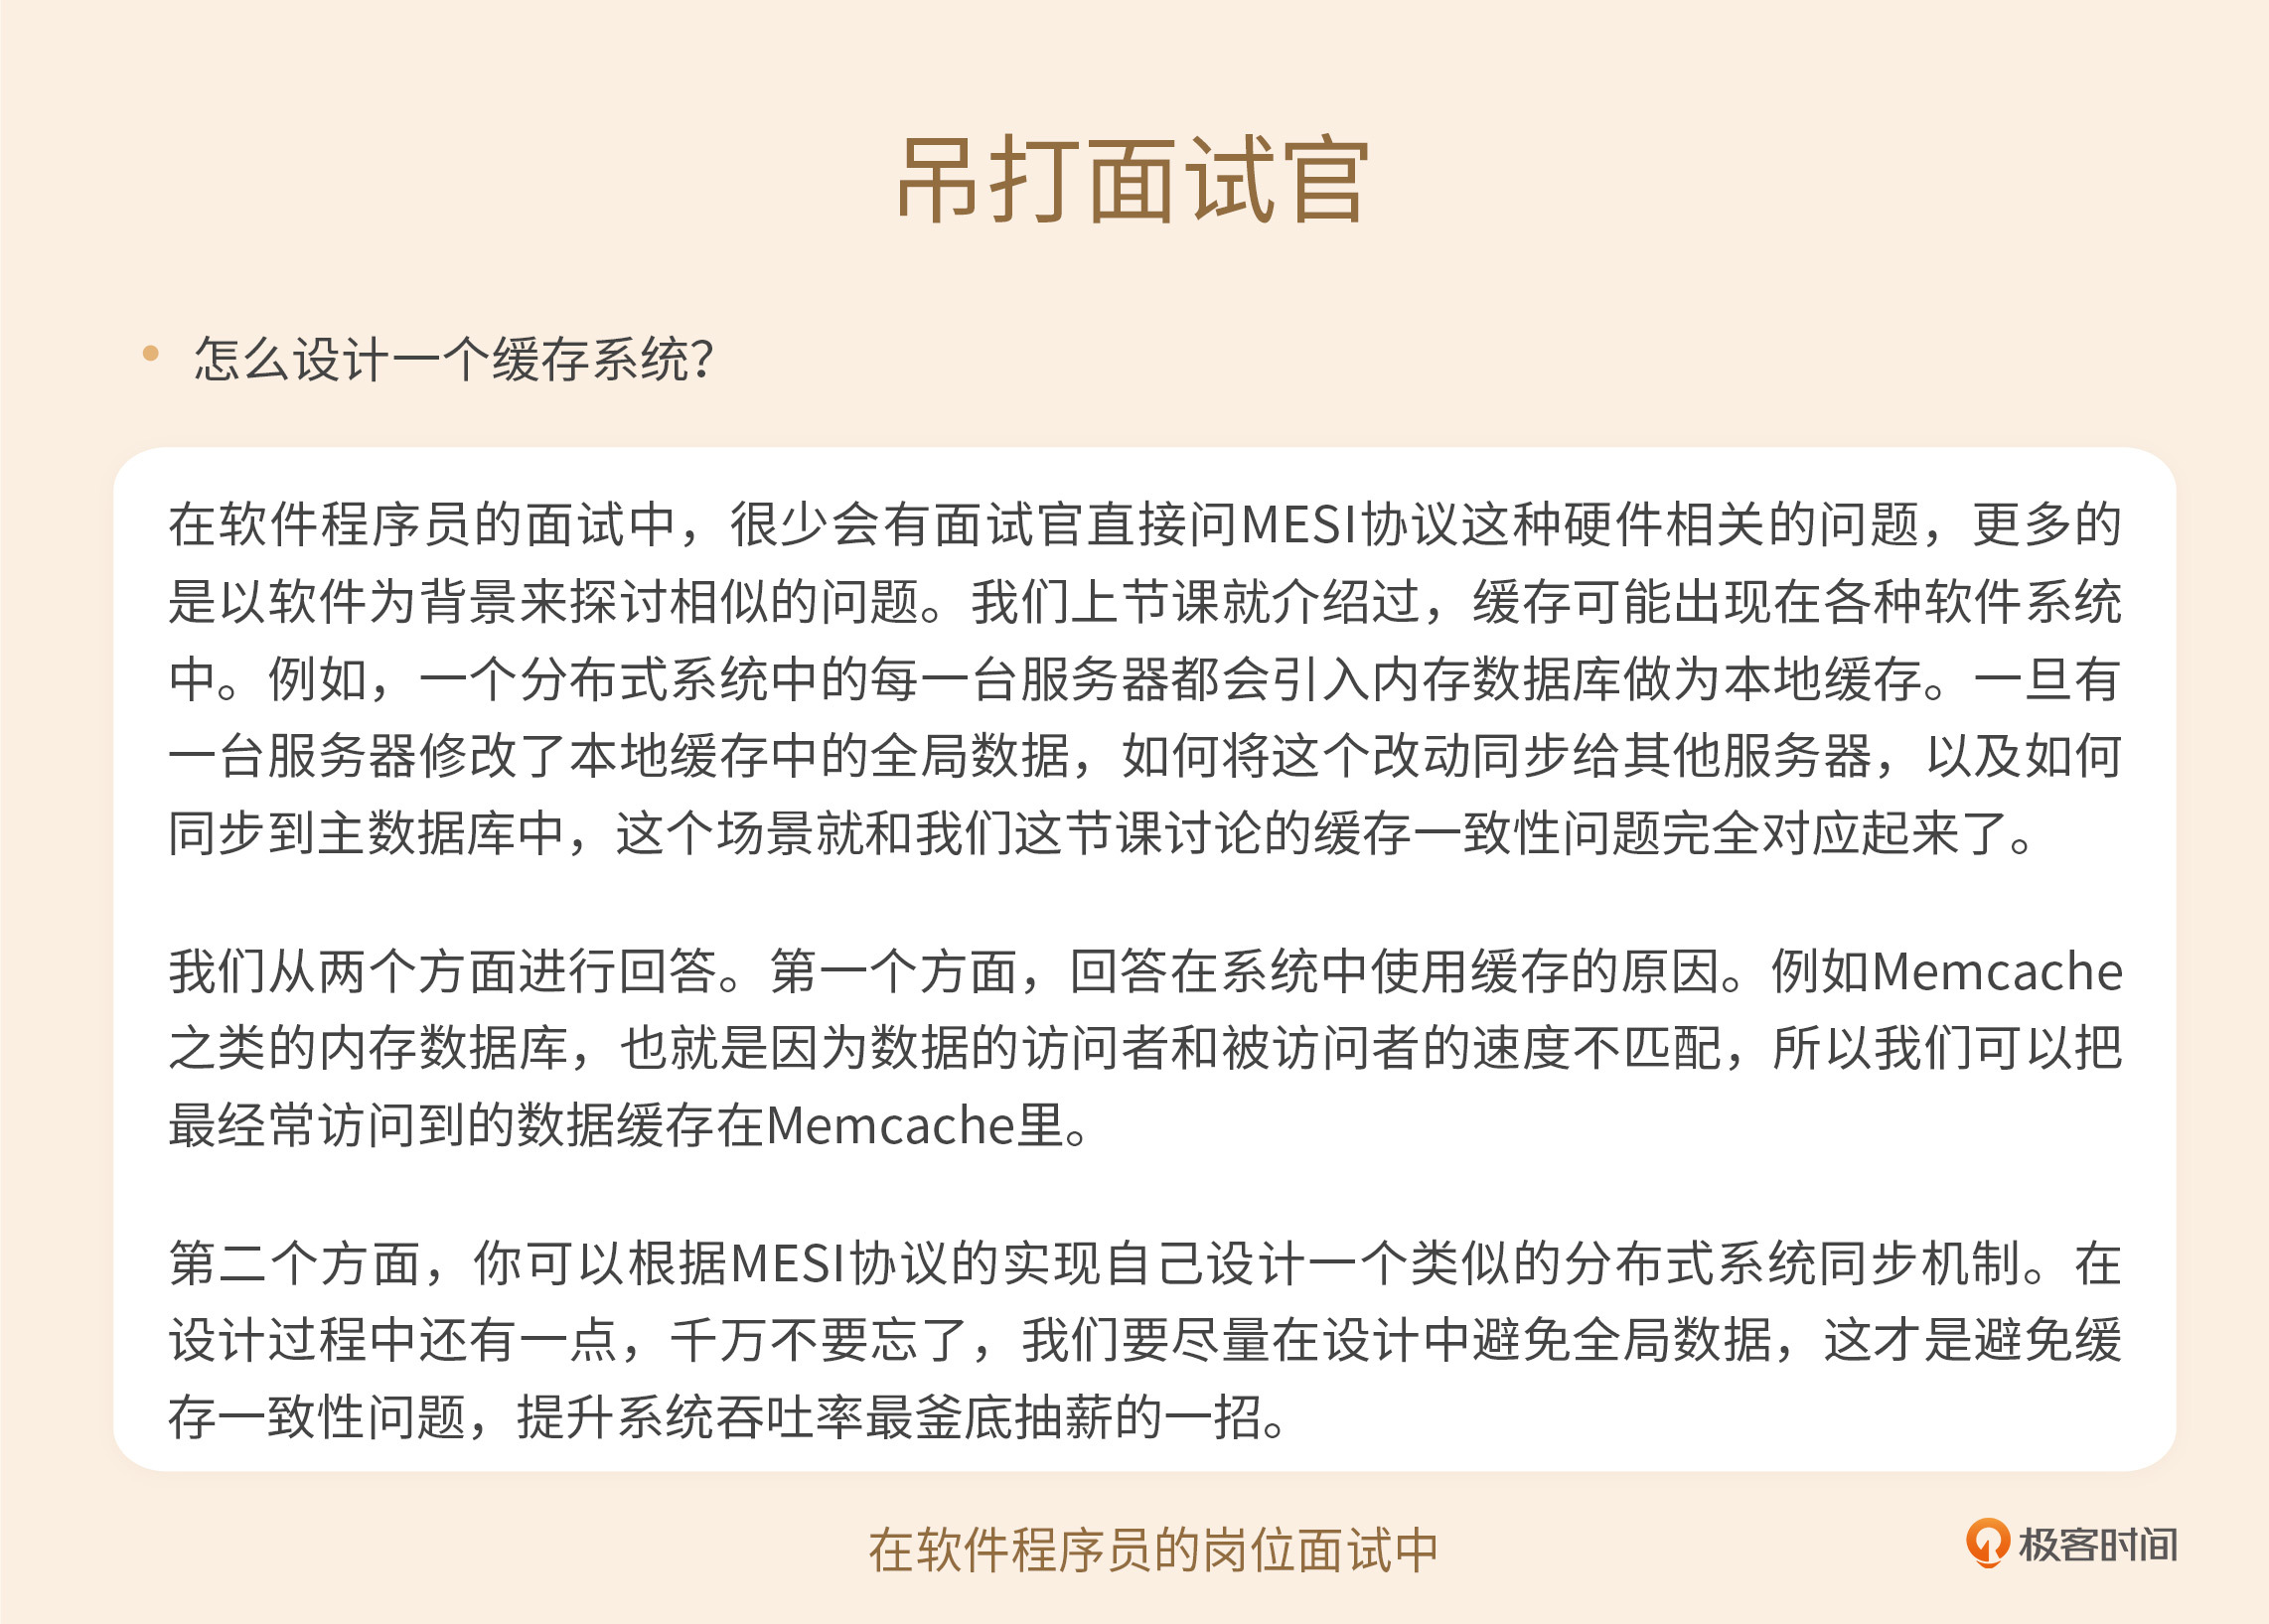 吊打面试官
怎么设计一个缓存系统?
在软件程序员的面试中，很少会有面试官直接问MESI协议这种硬件相关的问题，更多的
是以软件为背景来探讨相似的问题。我们上节课就介绍过，缓存可能出现在各种软件系统
中。例如，一个分布式系统中的每一台服务器都会引入内存数据库做为本地缓存。一旦有
一台服务器修改了本地缓存中的全局数据，如何将这个改动同步给其他服务器，以及如何
同步到主数据库中，这个场景就和我们这节课讨论的缓存一致性问题完全对应起来了。
我们从两个方面进行回答。第一个方面，回答在系统中使用缓存的原因。例如Memcache
之类的内存数据库，也就是因为数据的访问者和被访问者的速度不匹配，所以我们可以把
最经常访问到的数据缓存在Memcache里。
第二个方面，你可以根据MESI协议的实现自己设计一个类似的分布式系统同步机制。在
设计过程中还有一点，千万不要忘了，我们要尽量在设计中避免全局数据，这才是避免缓
存一致性问题，提升系统吞吐率最釜底抽薪的一招。
在软件程序员的岗位面试中
极客时间